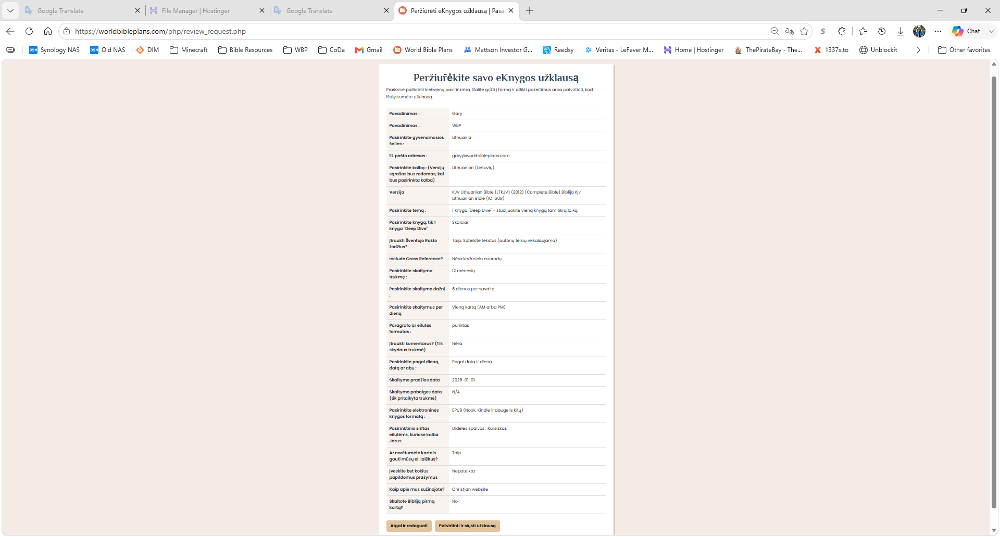 Google Translate
File Manager | Hostinger
Google Translate
Peržiūrėti eKnygos užklausą | Pasa
https://worldbibleplans.com/php/review_request.php
Chat
Synology NAS
Old NAS
DIM
Minecraft
Bible Resources
WBP
CoDa
Gmail
World Bible Plans
Mattson Investor G...
Reedsy
Veritas - LeFever M...
Home | Hostinger
ThePirateBay - The...
1337x.to
Unblockit
Other favorites
Peržiūrėkite savo eKnygos užklausą
Prašome patikrinti kiekvieną pasirinkimą. Galite grįžti į formą ir atlikti pakeitimus arba patvirtinti, kad
išsiųstumėte užklausą.
Pavadinimas : Gary
Pavadinimas : WBP
Pasirinkite gyvenamosios Lithuania
šalies :
El. pašto adresas : gary@worldbibleplans.com
Pasirinkite kalbą : (Versijų Lithuanian (Lietuvių)
sąrašas bus rodomas, kai
bus pasirinkta kalba)
Versija KJV Lithuanian Bible (LTKJV) (2012) (Complete Bible) Biblija Kjv
Lithuanian Bible (IC 1608)
Pasirinkite temą : 1 knyga "Deep Dive" - studijuokite vieną knygą tam tikrą laiką
Pasirinkite knygą: tik 1 Skaičiai
knyga "Deep Dive"
Įtraukti Šventojo Rašto Taip. Suteikite tekstus (autorių teisių reikalaujama)
žodžius?
Include Cross Reference? Nėra kryžminių nuorodų
Pasirinkite skaitymo 12 mėnesių
trukmę :
Pasirinkite skaitymo dažnį 6 dienos per savaitę
:
Pasirinkite skaitymus per Vieną kartą (AM arba PM)
dieną
Paragrafo ar eilutės punktas
formatas :
Įtraukti komentarus? (Tik Nėra
skyriaus trukmė)
Pasirinkite pagal dieną, Pagal datą ir dieną
datą ar abu :
Skaitymo pradžios data 2026-01-01
Skaitymo pabaigos data N/A
(tik pritaikyta trukmė)
Pasirinkite elektroninės EPUB (Nook, Kindle ir daugelis kitų)
knygos formatą :
Pasirinktinis šriftas Didelės spalvos , Kursiškas
eilutėms, kuriose kalba
Jėzus
Ar norėtumėte kartais Taip
gauti mūsų el. laiškus?
Įveskite bet kokius Nepateikta
papildomus prašymus
Kaip apie mus sužinojote? Christian website
Skaitote Bibliją pirmą No
kartą?
Atgal ir redaguoti
Patvirtinti ir siųsti užklausą